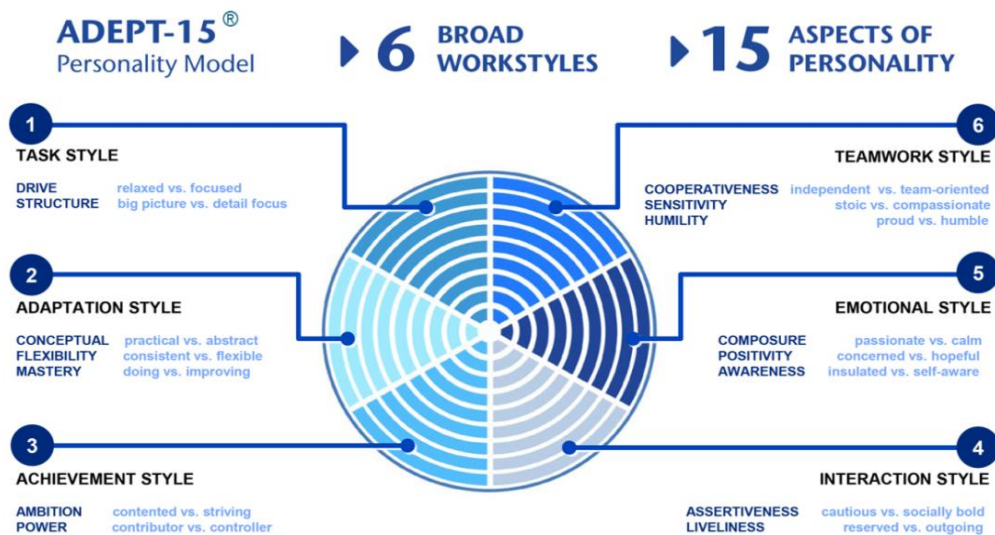 ADEPT-15®
Personality Model
6 BROAD WORKSTYLES
15 ASPECTS OF PERSONALITY
1
TASK STYLE
DRIVE relaxed vs. focused
STRUCTURE big picture vs. detail focus
2
ADAPTATION STYLE
CONCEPTUAL practical vs. abstract
FLEXIBILITY consistent vs. flexible
MASTERY doing vs. improving
3
ACHIEVEMENT STYLE
AMBITION contented vs. striving
POWER contributor vs. controller
6
TEAMWORK STYLE
COOPERATIVENESS independent vs. team-oriented
SENSITIVITY stoic vs. compassionate
HUMILITY proud vs. humble
5
EMOTIONAL STYLE
COMPOSURE passionate vs. calm
POSITIVITY concerned vs. hopeful
AWARENESS insulated vs. self-aware
4
INTERACTION STYLE
ASSERTIVENESS cautious vs. socially bold
LIVELINESS reserved vs. outgoing